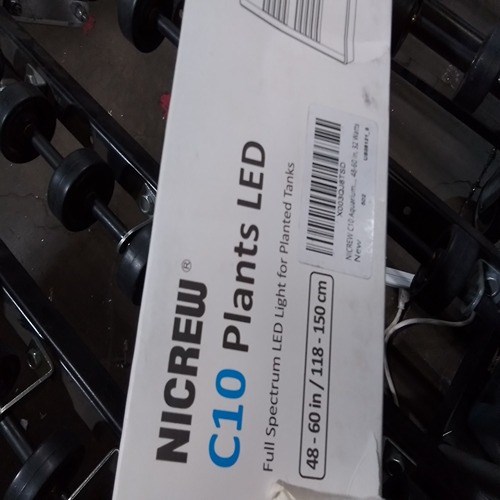 NICREW®
C10 Plants LED
Full Spectrum LED Light for Planted Tanks
48 - 60 in / 118 - 150 cm
NICREW C10 Aquarium... 48-60 in, 32 Watts
New